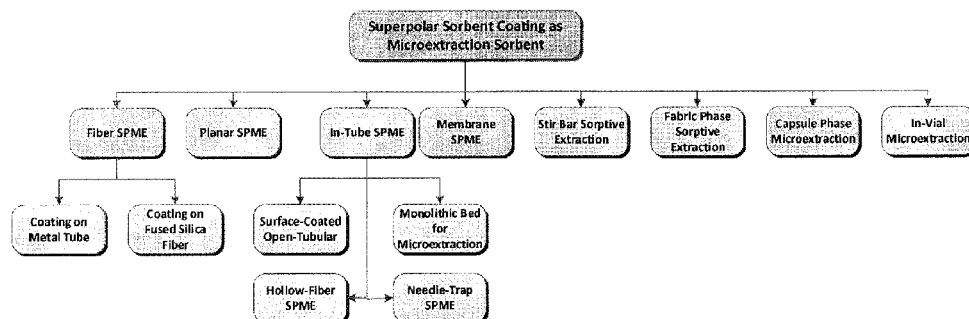 Superpolar Sorbent Coating as
Microextraction Sorbent
Fiber SPME
Planar SPME
In-Tube SPME
Membrane
SPME
Stir Bar Sorptive
Extraction
Fabric Phase
Sorptive
Extraction
Capsule Phase
Microextraction
In-Vial
Microextraction
Coating on
Metal Tube
Coating on
Fused Silica
Fiber
Surface-Coated
Open-Tubular
Monolithic Bed
for
Microextraction
Hollow-Fiber
SPME
Needle-Trap
SPME